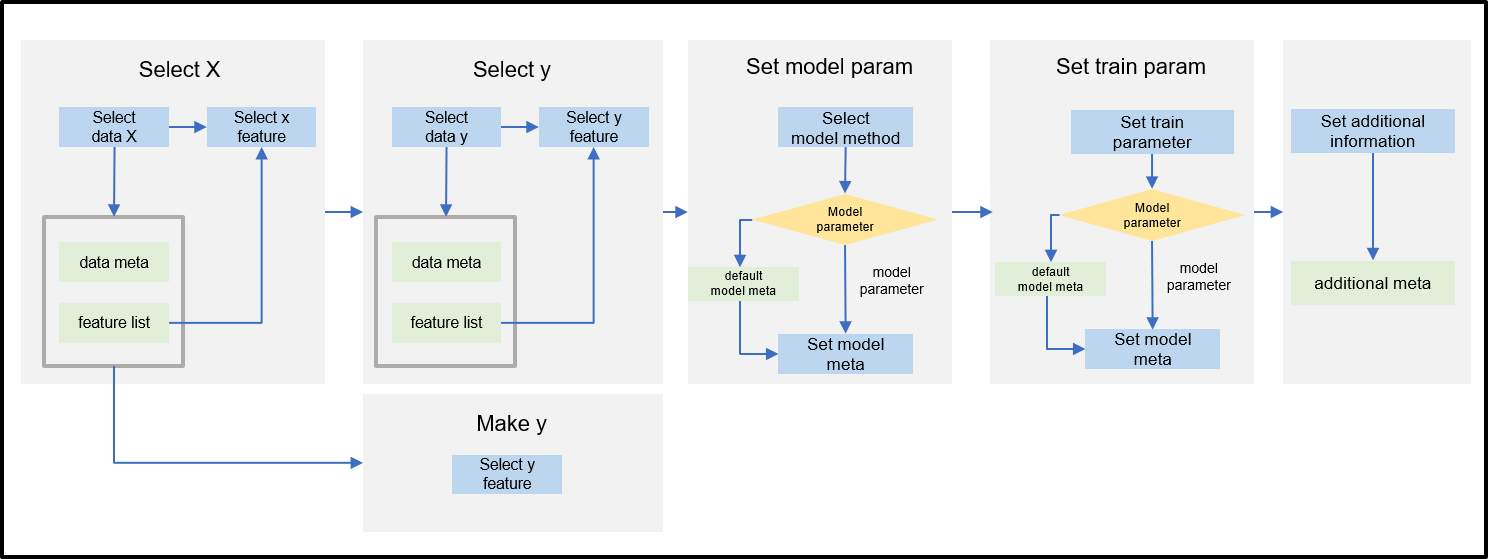 Select X
Select
data X
Select x
feature
data meta
feature list
Select y
Select
data y
Select y
feature
data meta
feature list
Make y
Select y
feature
Set model param
Select
model method
Model
parameter
default
model meta
model
parameter
Set model
meta
Set train param
Set train
parameter
Model
parameter
default
model meta
model
parameter
Set model
meta
Set additional
information
additional meta